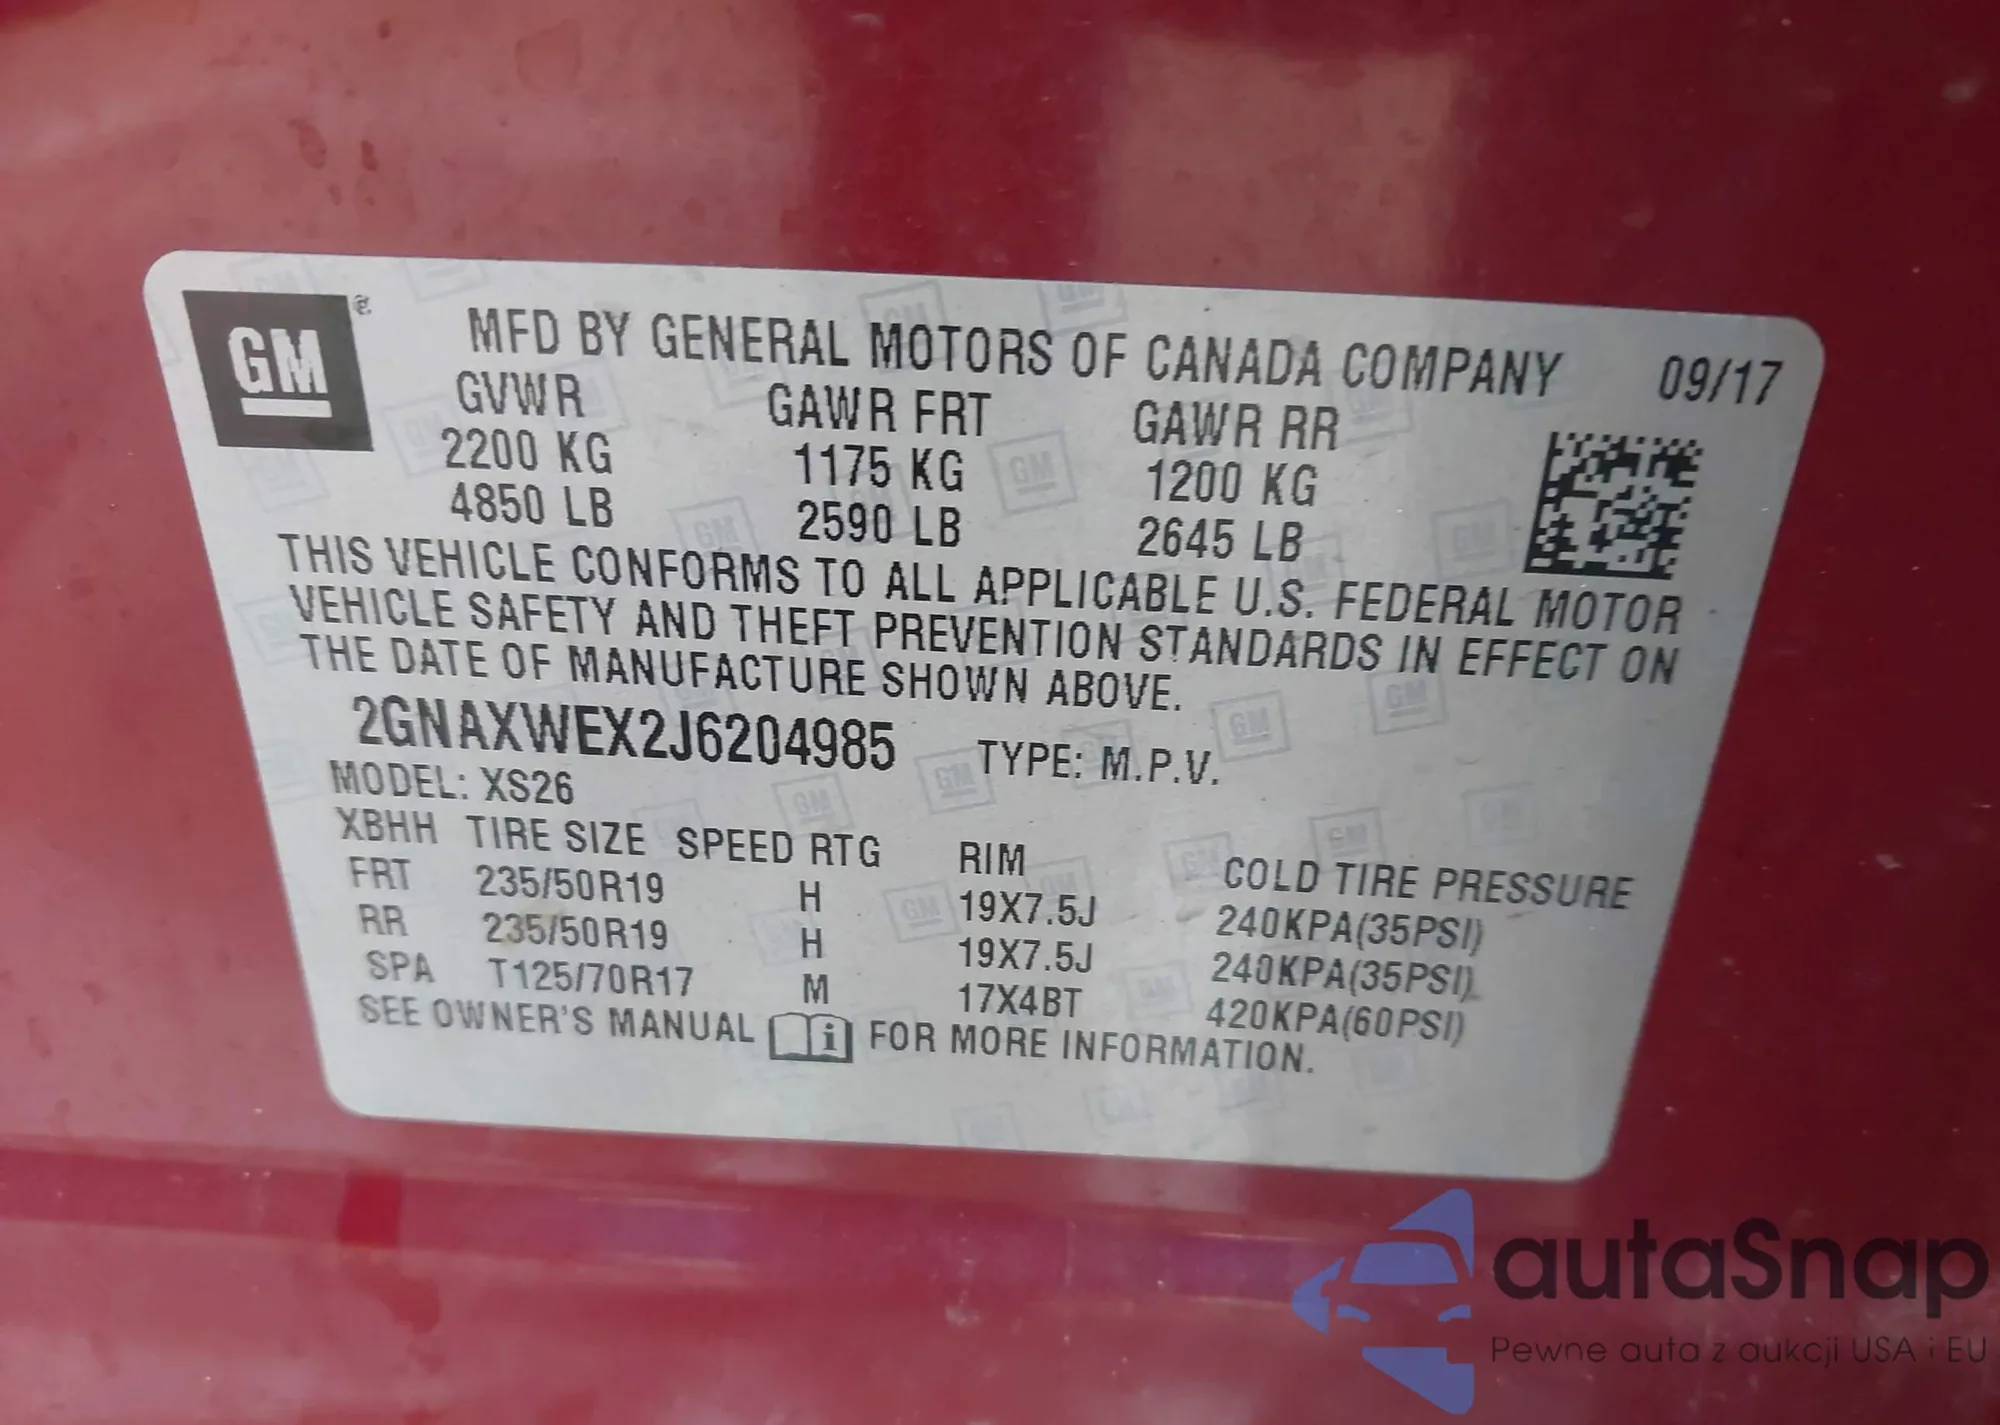 GM ®
MFD BY GENERAL MOTORS OF CANADA COMPANY 09/17
GVWR GAWR FRT GAWR RR
2200 KG 1175 KG 1200 KG
4850 LB 2590 LB 2645 LB
THIS VEHICLE CONFORMS TO ALL APPLICABLE U.S. FEDERAL MOTOR
VEHICLE SAFETY AND THEFT PREVENTION STANDARDS IN EFFECT ON
THE DATE OF MANUFACTURE SHOWN ABOVE.
2GNAXWEX2J6204985 TYPE: M.P.V.
MODEL: XS26
XBHH TIRE SIZE SPEED RTG RIM COLD TIRE PRESSURE
FRT 235/50R19 H 19X7.5J 240KPA(35PSI)
RR 235/50R19 H 19X7.5J 240KPA(35PSI)
SPA T125/70R17 M 17X4BT 420KPA(60PSI)
SEE OWNER'S MANUAL i FOR MORE INFORMATION.
autaSnap
Pewne auta z aukcji USA i EU